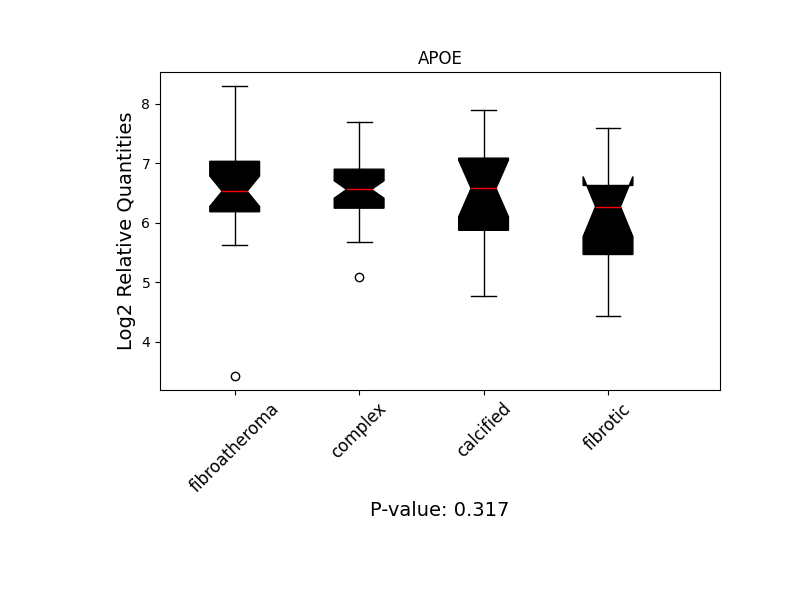 APOE
Log2 Relative Quantities
8
7
6
5
4
fibroatheroma
complex
calcified
fibrotic
P-value: 0.317